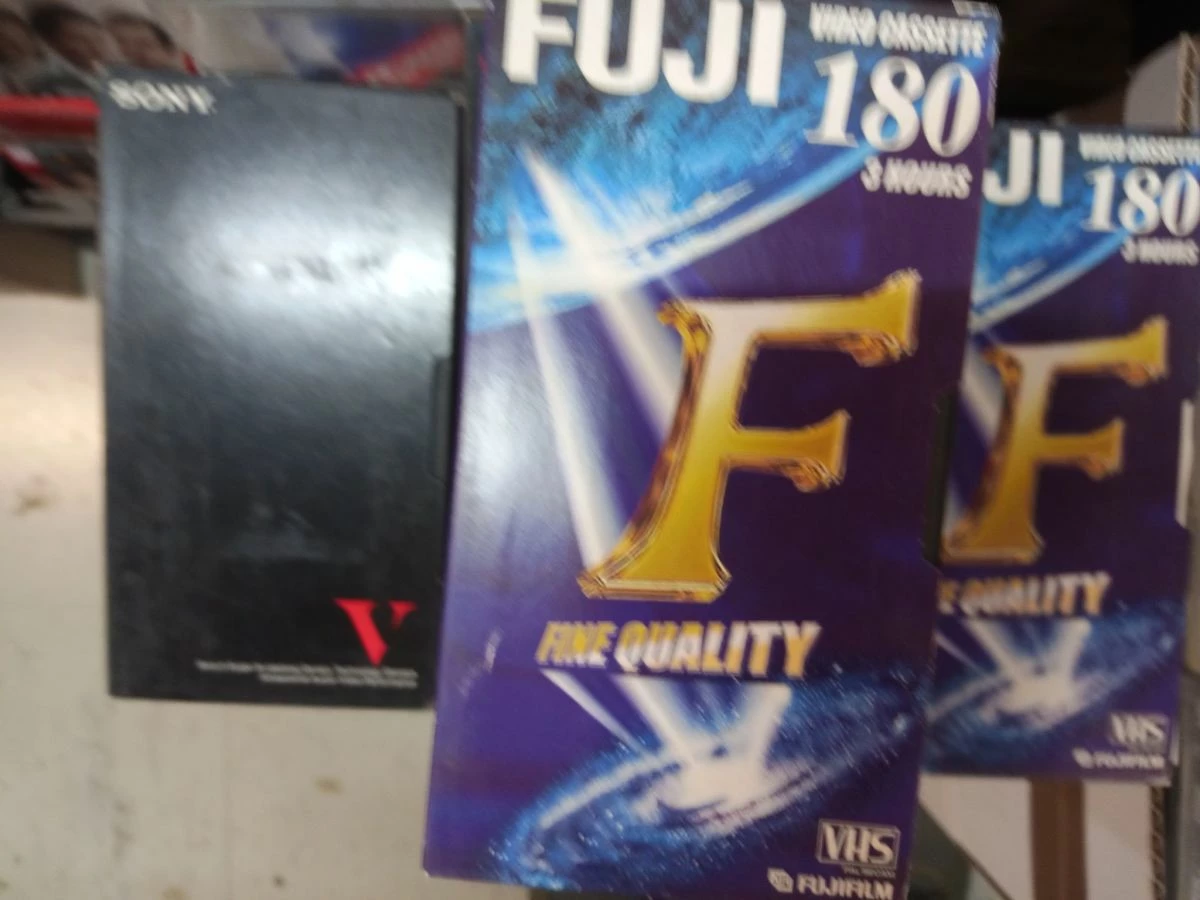 SONY
V
FUJI
VIDEO CASSETTE
180
3 HOURS
F
FINE QUALITY
VHS
FUJIFILM
JI
VIDEO CASSETTE
180
3 HOURS
F
E QUALITY
VHS
FUJIFILM